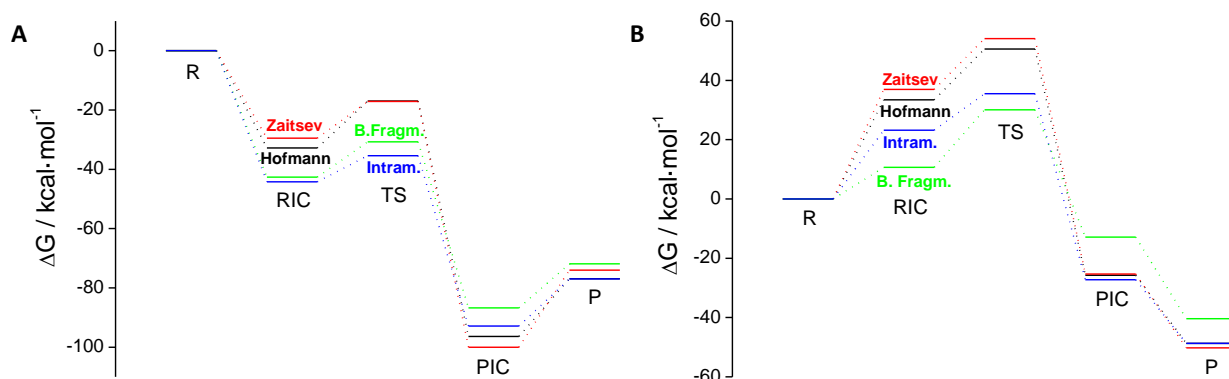 A
ΔG / kcal·mol⁻¹
0
-20
-40
-60
-80
-100
R
Zaitsev
Hofmann
RIC
B.Fragm.
Intram.
TS
PIC
P
B
ΔG / kcal·mol⁻¹
60
40
20
0
-20
-40
-60
R
Zaitsev
Hofmann
Intram.
B. Fragm.
RIC
TS
PIC
P